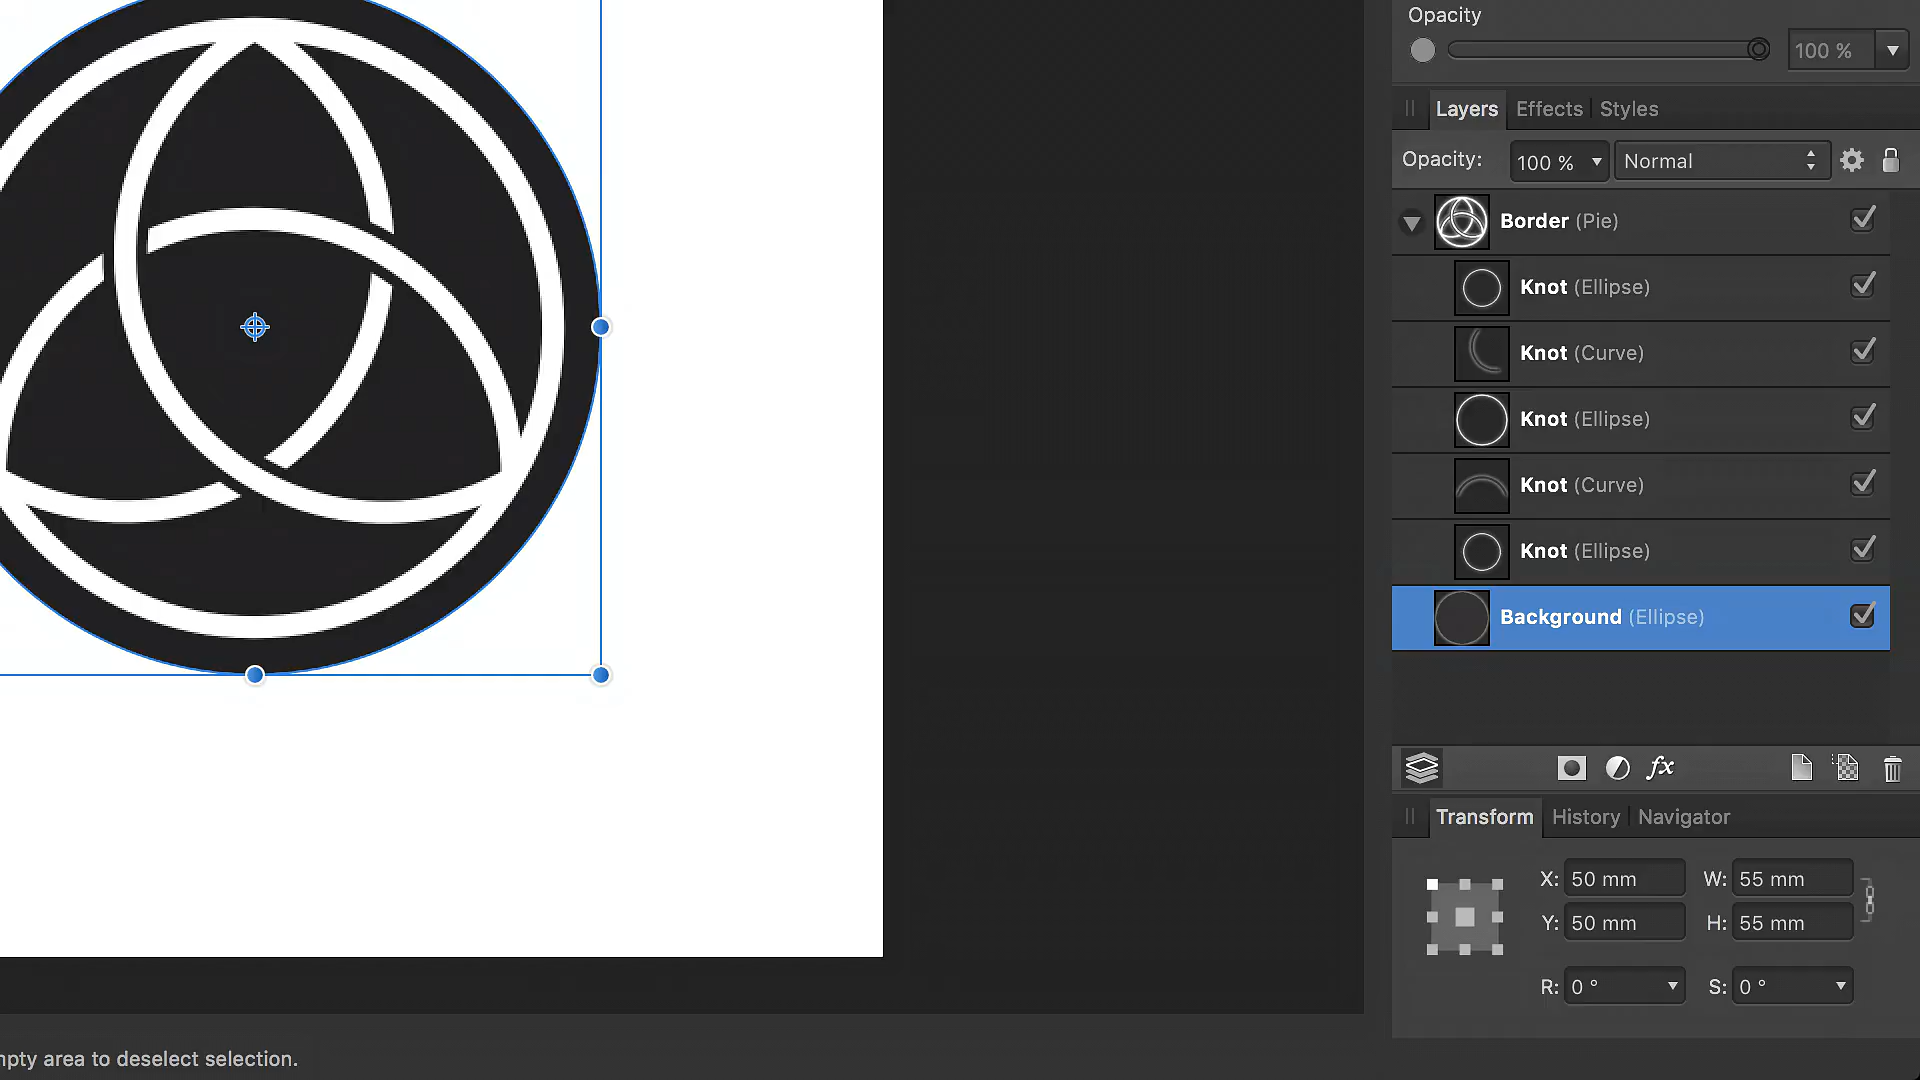 Opacity
100 %
Layers Effects Styles
Opacity: 100 % Normal
Border (Pie)
Knot (Ellipse)
Knot (Curve)
Knot (Ellipse)
Knot (Curve)
Knot (Ellipse)
Background (Ellipse)
fx
Transform History Navigator
X: 50 mm W: 55 mm
Y: 50 mm H: 55 mm
R: 0 ° S: 0 °
area to deselect selection.